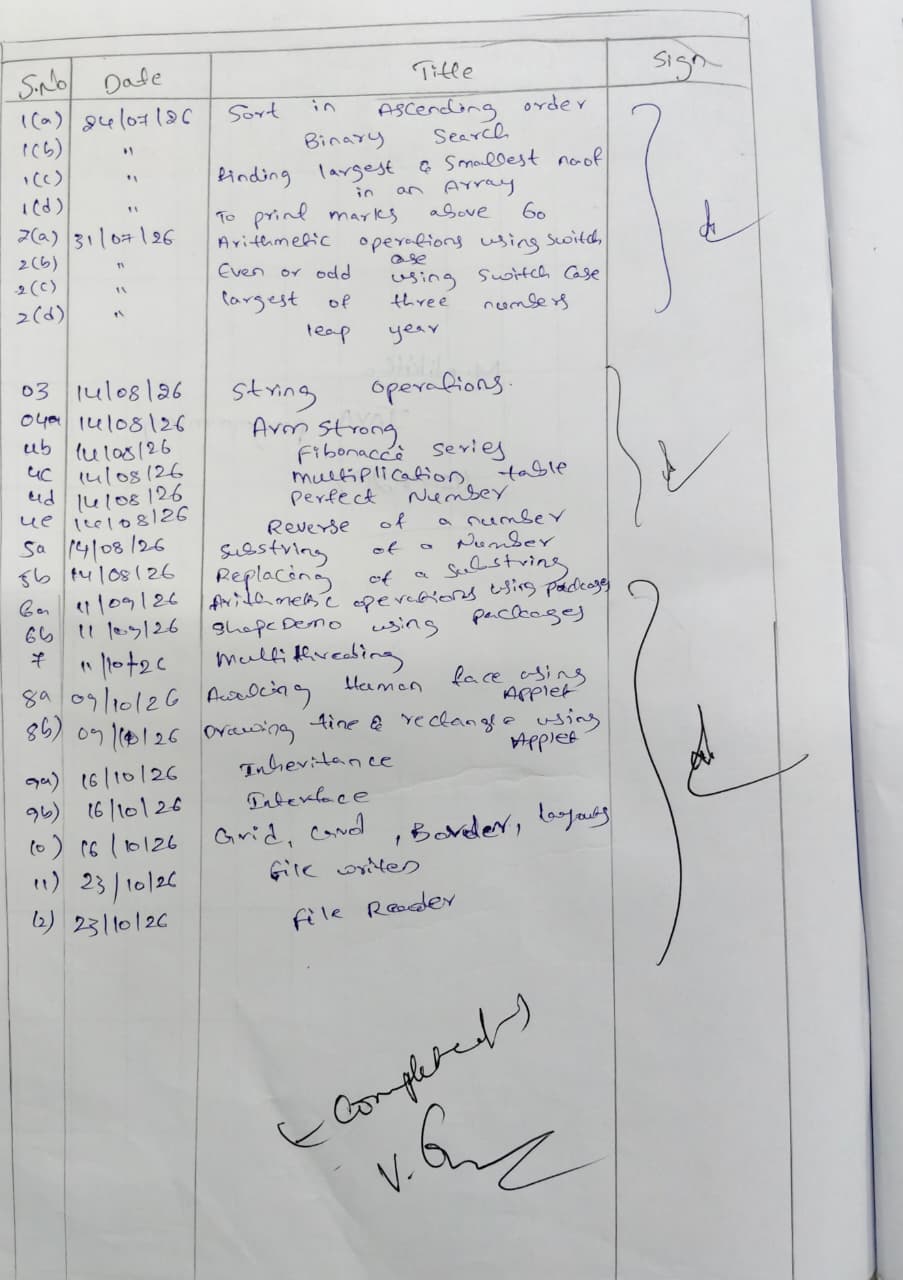 S.No Date Title Sign
1(a) 24/07/26 Sort in Ascending order
1(b) " Binary Search
1(c) " finding largest & Smallest no of
in an Array
1(d) " To print marks above 60
2(a) 31/07/26 Arithmetic operations using switch
case
2(b) " Even or odd using Switch Case
2(c) " largest of three numbers
2(d) " leap year
03 14/08/26 String operations.
04a 14/08/26 Arm Strong
4b 14/08/26 Fibonacci series
4c 14/08/26 multiplication table
4d 14/08/26 Perfect Number
4e 14/08/26 Reverse of a number
5a 14/08/26 Substring of a Number
5b 14/08/26 Replacing of a Substring
6a 11/09/26 Arithmetic operations using packages
6b 11/09/26 Shape Demo using packages
7 Multithreading
8a 09/10/26 Human face using
Applet
8b) 09/10/26 Drawing line & rectangle using
Applet
9a) 16/10/26 Inheritance
9b) 16/10/26 Interface
10) 16/10/26 Grid, Card, Border, layouts
11) 23/10/26 File writer
12) 23/10/26 File Reader
Completed
V.